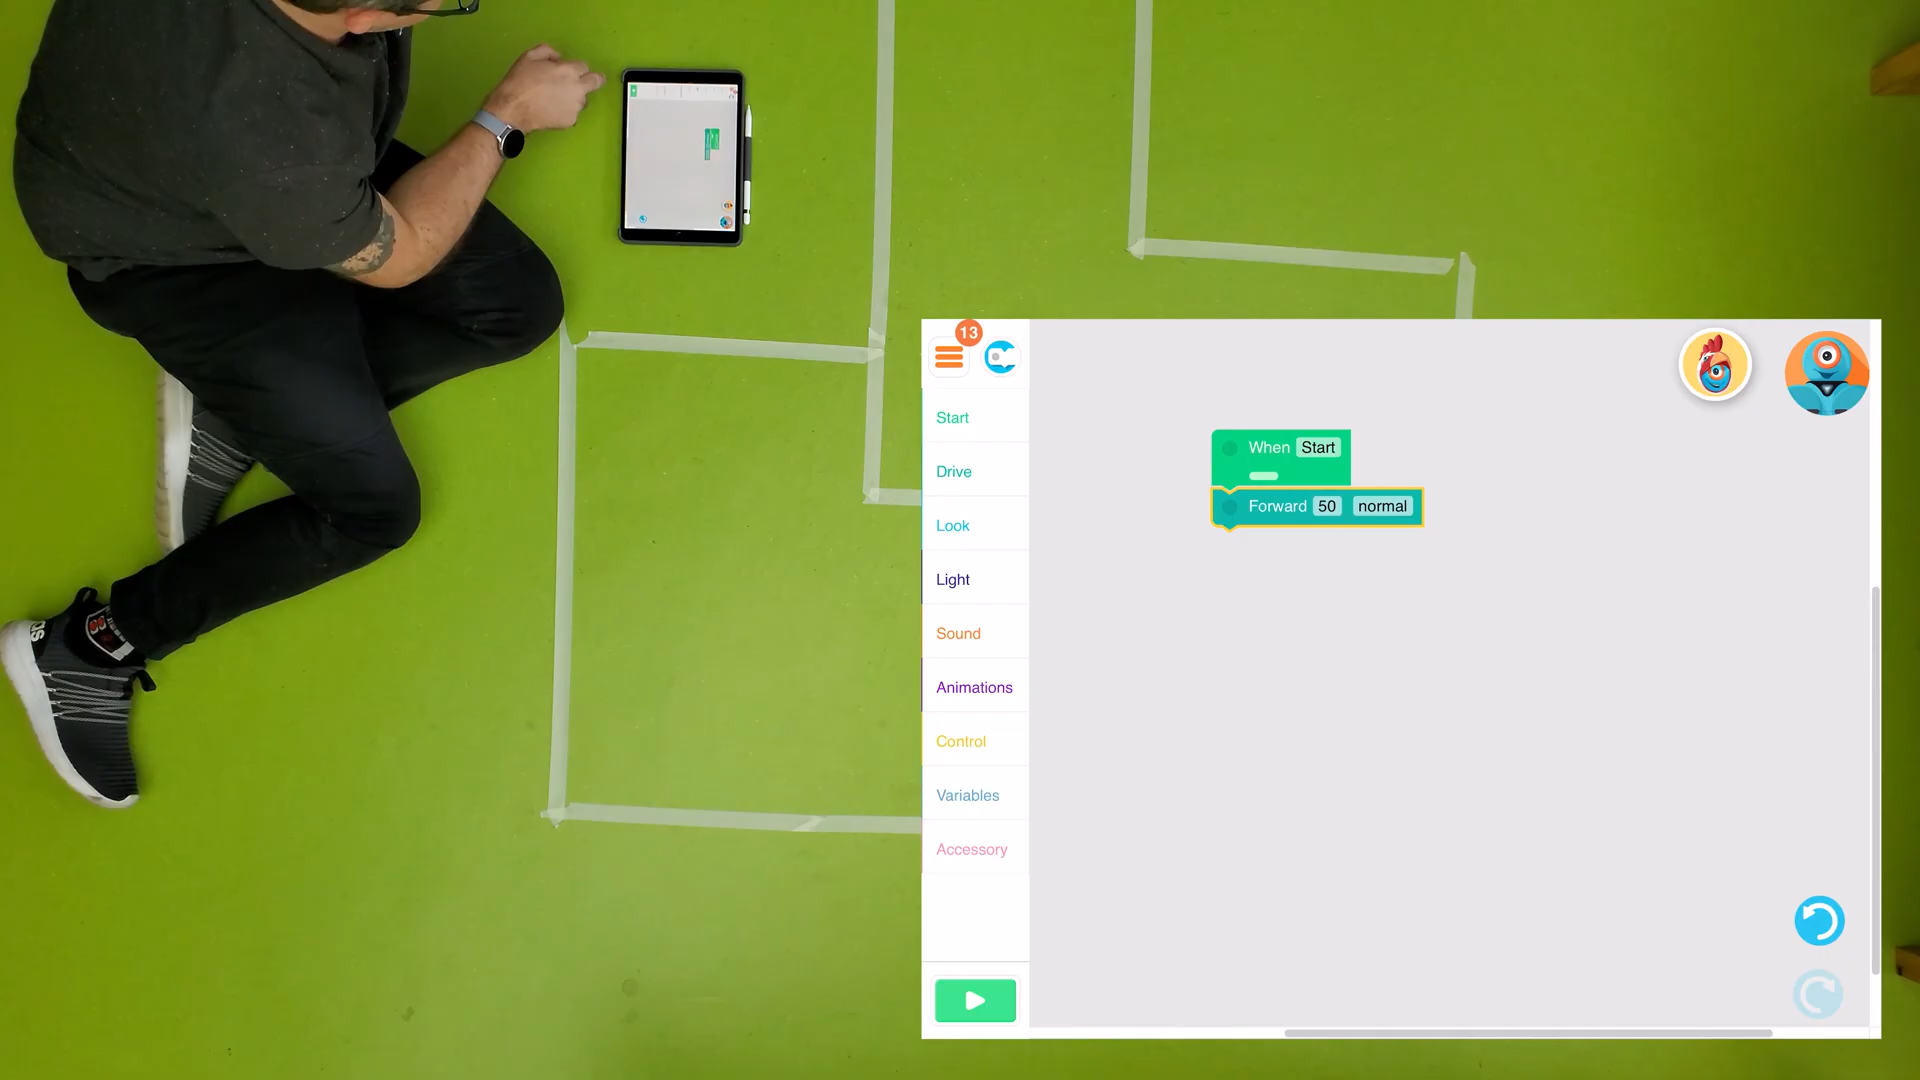 13
Start
Drive
Look
Light
Sound
Animations
Control
Variables
Accessory
When Start
Forward 50 normal